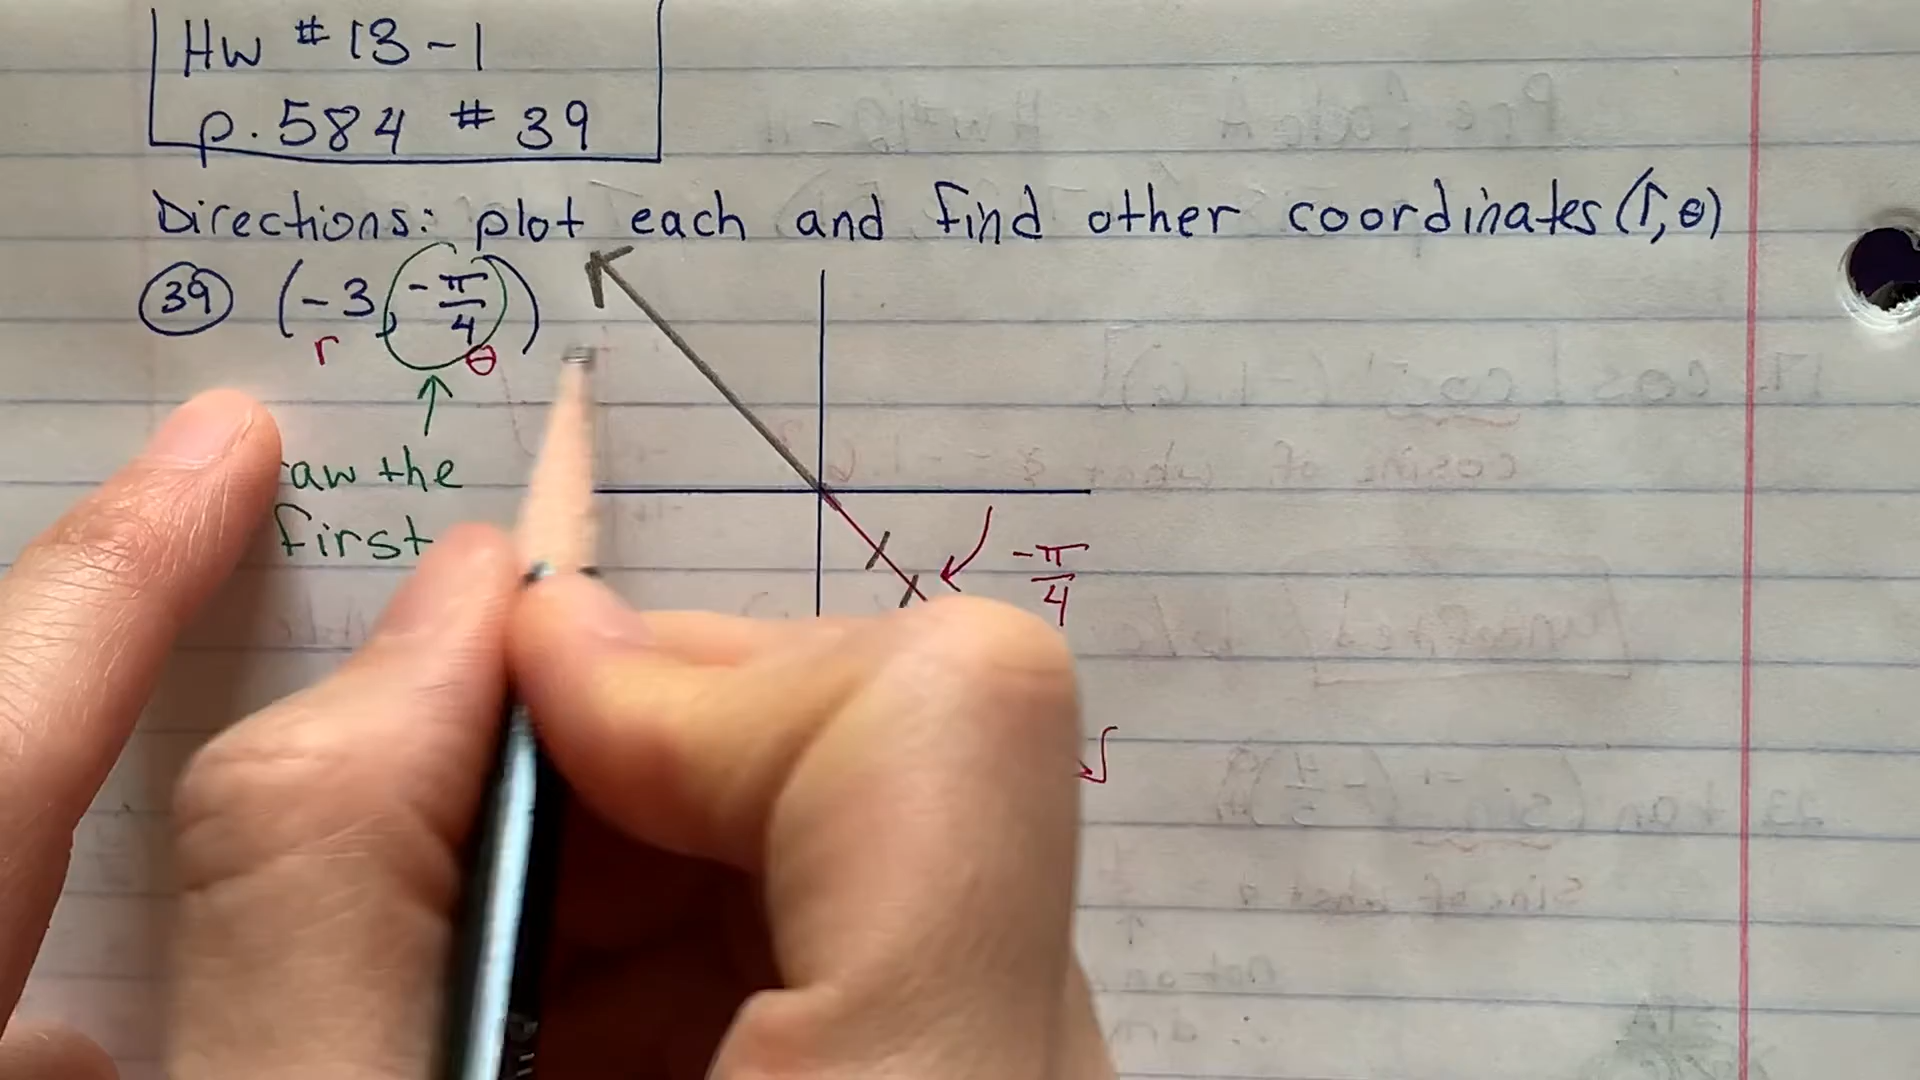 HW #13-1
p.584 #39
Directions: plot each and find other coordinates (r,θ)
39 (-3, -π/4)
r θ
aw the
first
-π/4